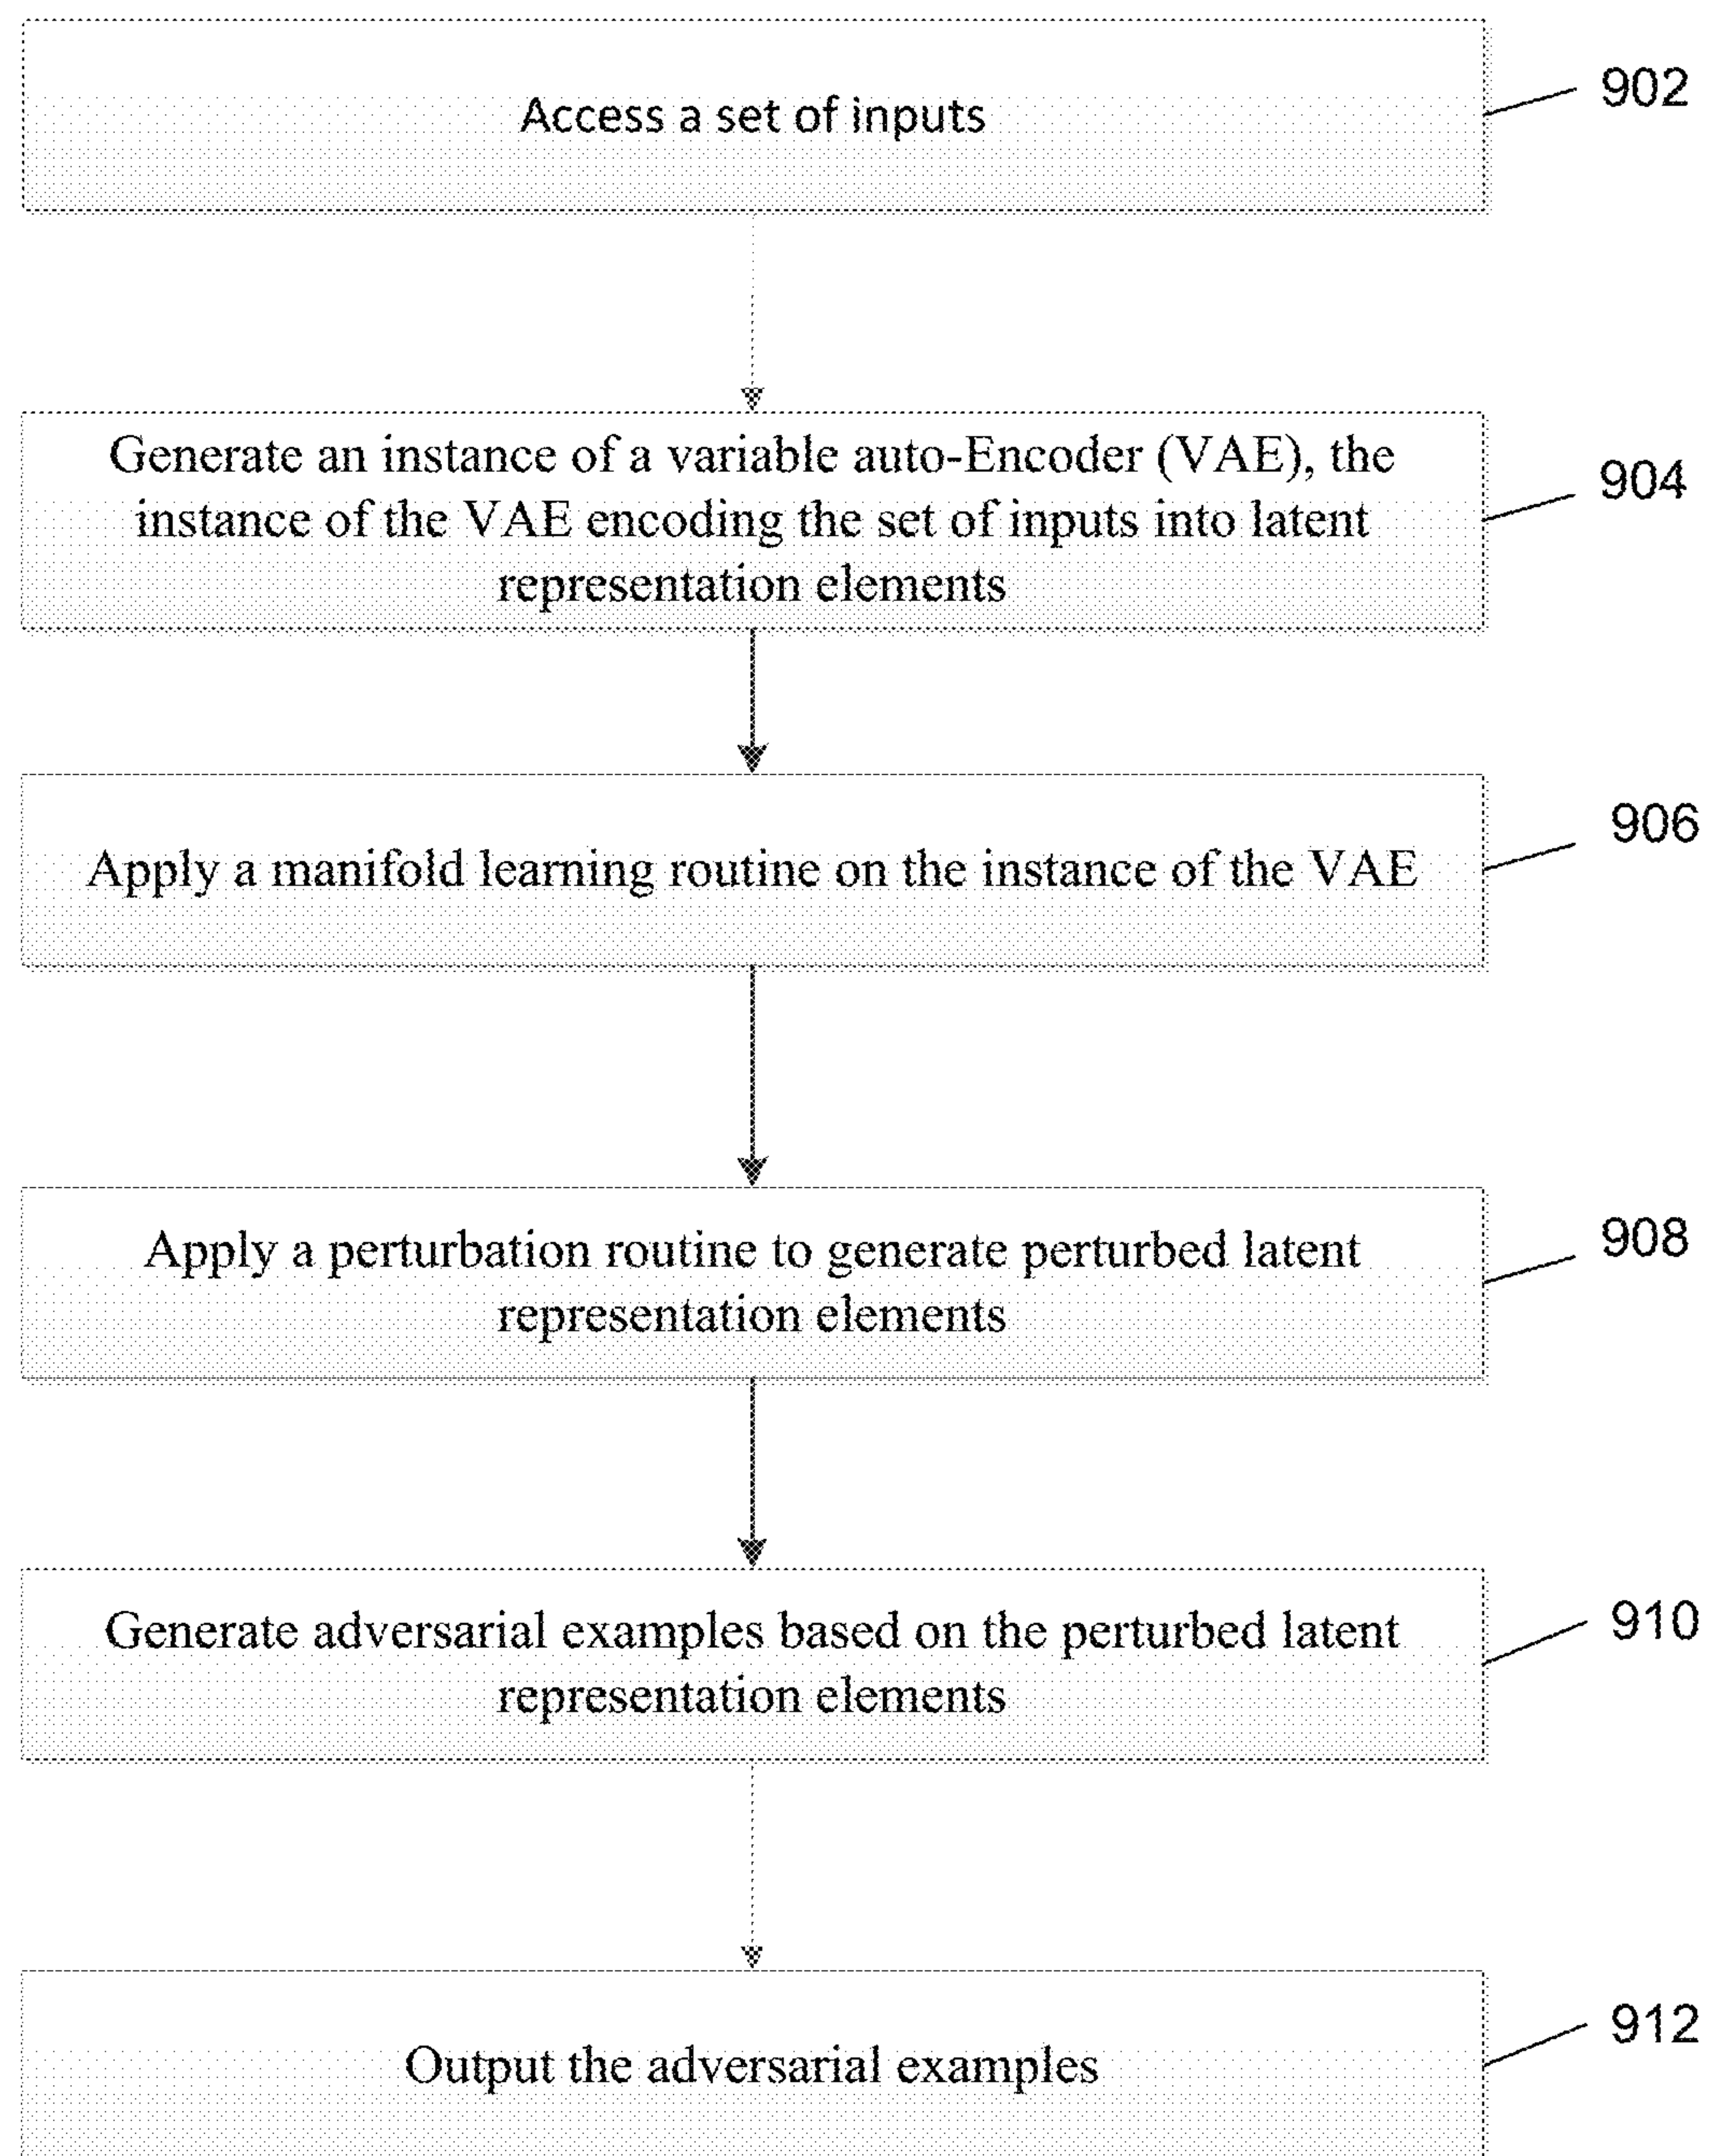 Access a set of inputs
902
Generate an instance of a variable auto-Encoder (VAE), the
instance of the VAE encoding the set of inputs into latent
representation elements
904
Apply a manifold learning routine on the instance of the VAE
906
Apply a perturbation routine to generate perturbed latent
representation elements
908
Generate adversarial examples based on the perturbed latent
representation elements
910
Output the adversarial examples
912